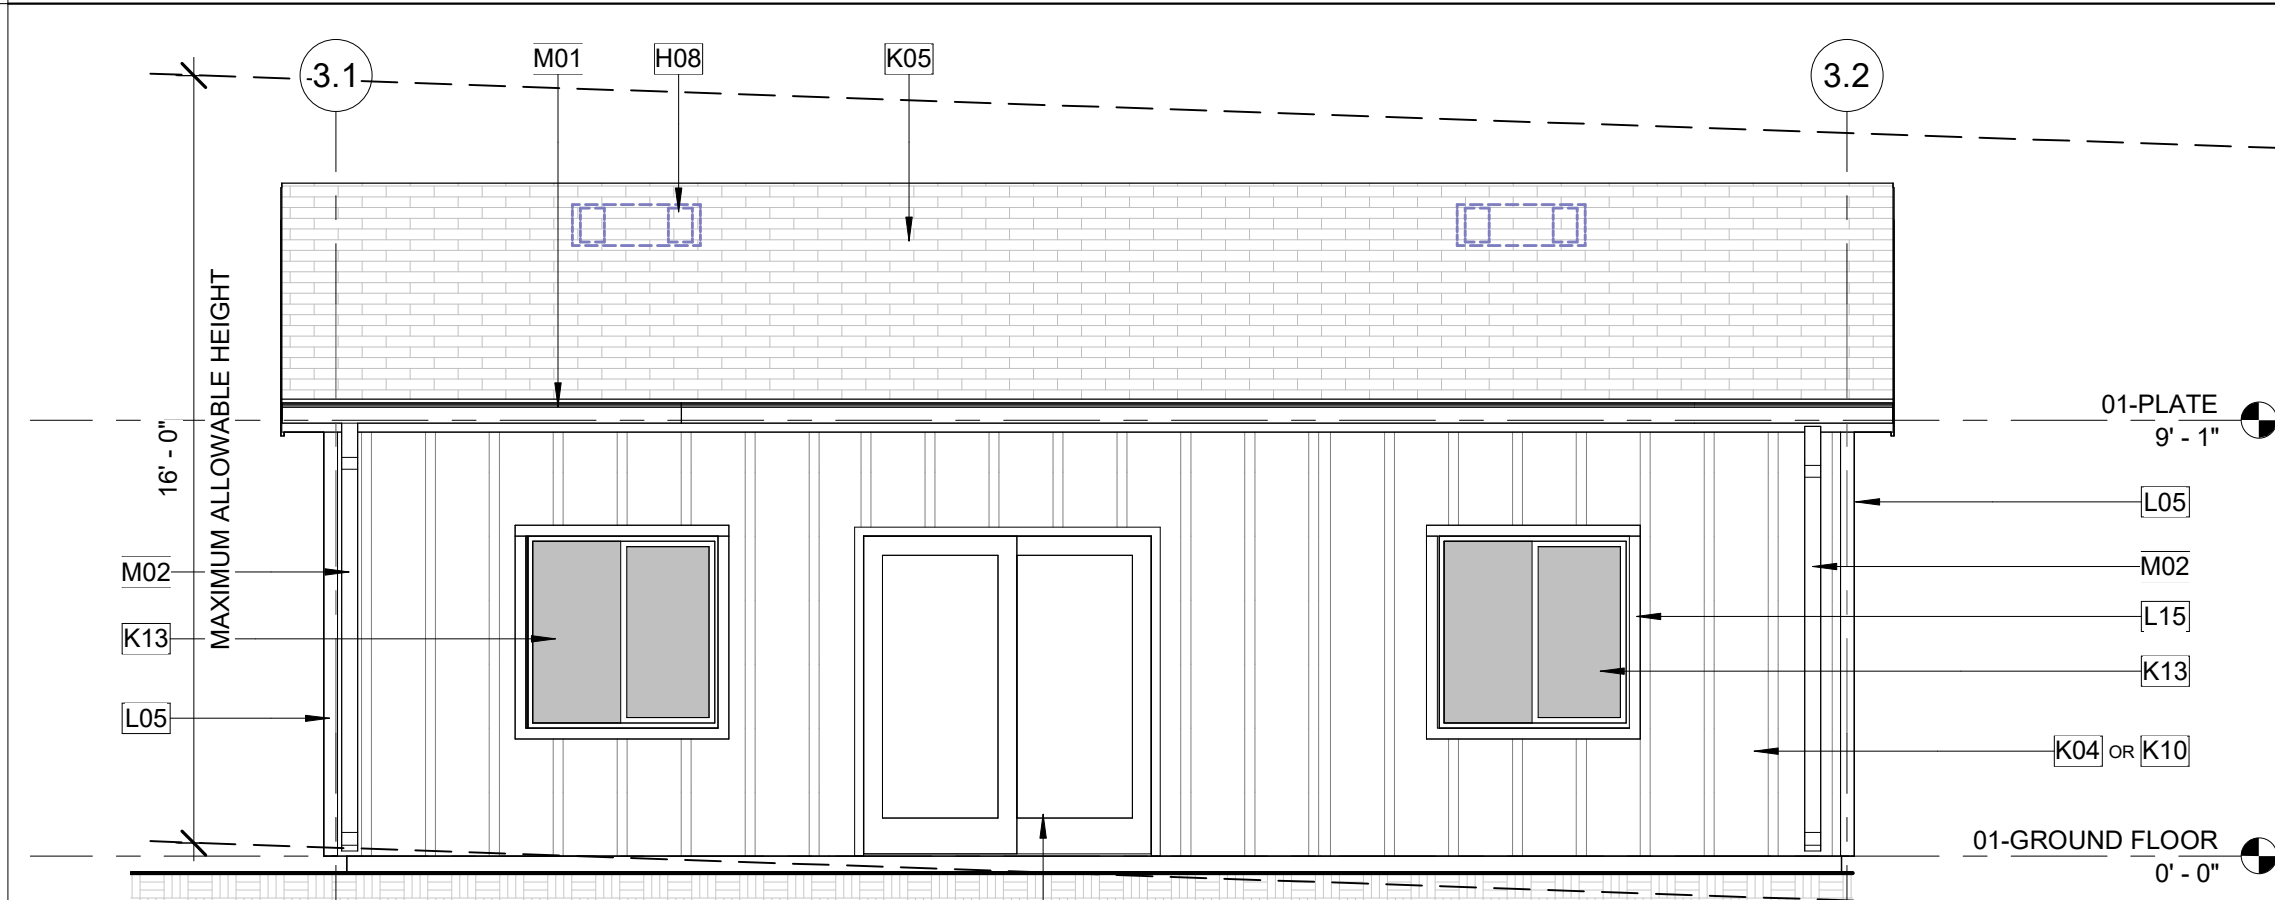 3.1
M01
H08
K05
3.2
16' - 0"
MAXIMUM ALLOWABLE HEIGHT
01-PLATE
9' - 1"
L05
M02
M02
L15
K13
K13
L05
K04 OR K10
01-GROUND FLOOR
0' - 0"